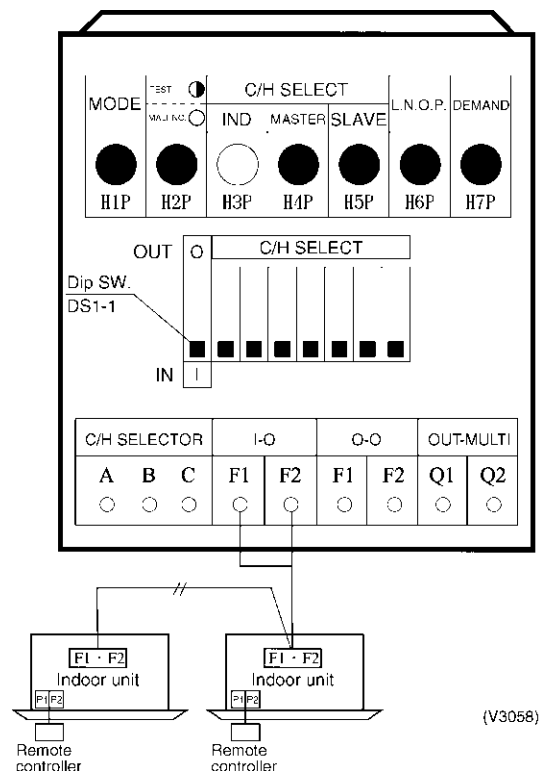 MODE
TEST
C/H SELECT
L.N.O.P.
DEMAND
IND
MASTER
SLAVE
H1P H2P H3P H4P H5P H6P H7P
OUT O C/H SELECT
Dip SW.
DS1-1
IN I
C/H SELECTOR I-O O-O OUT-MULTI
A B C F1 F2 F1 F2 Q1 Q2
F1 · F2 F1 · F2
Indoor unit Indoor unit
P1 P2 P1 P2
Remote controller Remote controller
(V3058)